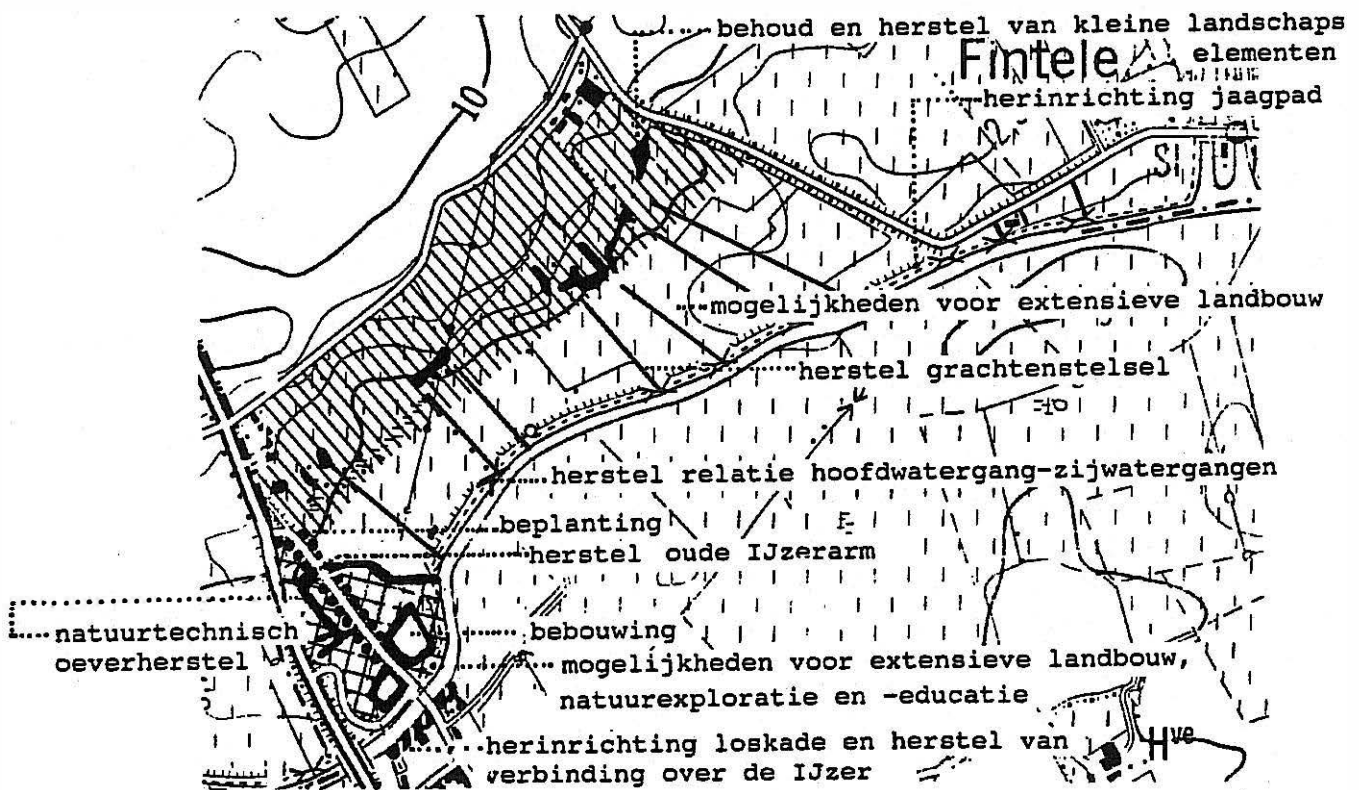 behoud en herstel van kleine landschaps
elementen
Fintele
herinrichting jaagpad
10
mogelijkheden voor extensieve landbouw
herstel grachtenstelsel
herstel relatie hoofdwatergang-zijwatergangen
beplanting
herstel oude IJzerarm
natuurtechnisch
oeverherstel
bebouwing
mogelijkheden voor extensieve landbouw,
natuurexploratie en -educatie
herinrichting loskade en herstel van
verbinding over de IJzer
Hve